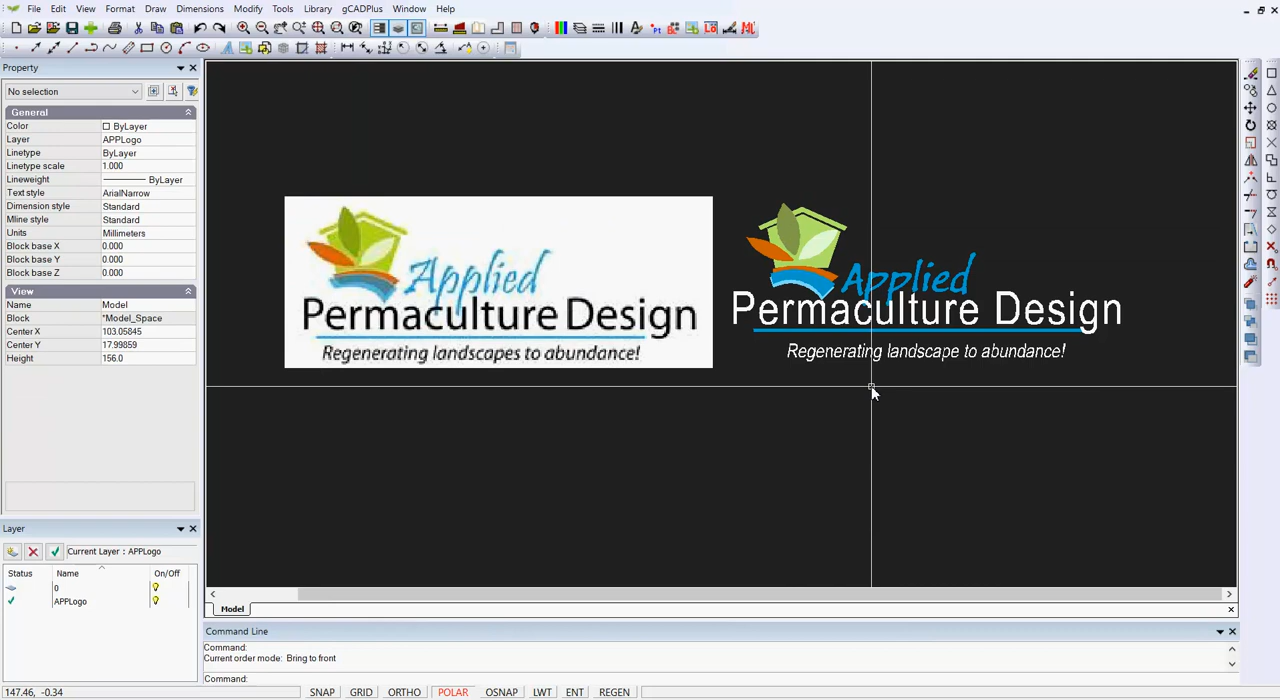 File Edit View Format Draw Dimensions Modify Tools Library gCADPlus Window Help
Property
No selection
General
Color ByLayer
Layer APPLogo
Linetype ByLayer
Linetype scale 1.000
Lineweight ByLayer
Text style ArialNarrow
Dimension style Standard
Mline style Standard
Units Millimeters
Block base X 0.000
Block base Y 0.000
Block base Z 0.000
View
Name Model
Block *Model_Space
Center X 103.05845
Center Y 17.99859
Height 156.0
Applied
Permaculture Design
Regenerating landscapes to abundance!
Applied
Permaculture Design
Regenerating landscape to abundance!
Layer
Current Layer : APPLogo
Status Name On/Off
0
APPLogo
Model
Command Line
Command:
Current order mode: Bring to front
Command:
147.46, -0.34 SNAP GRID ORTHO POLAR OSNAP LWT ENT REGEN